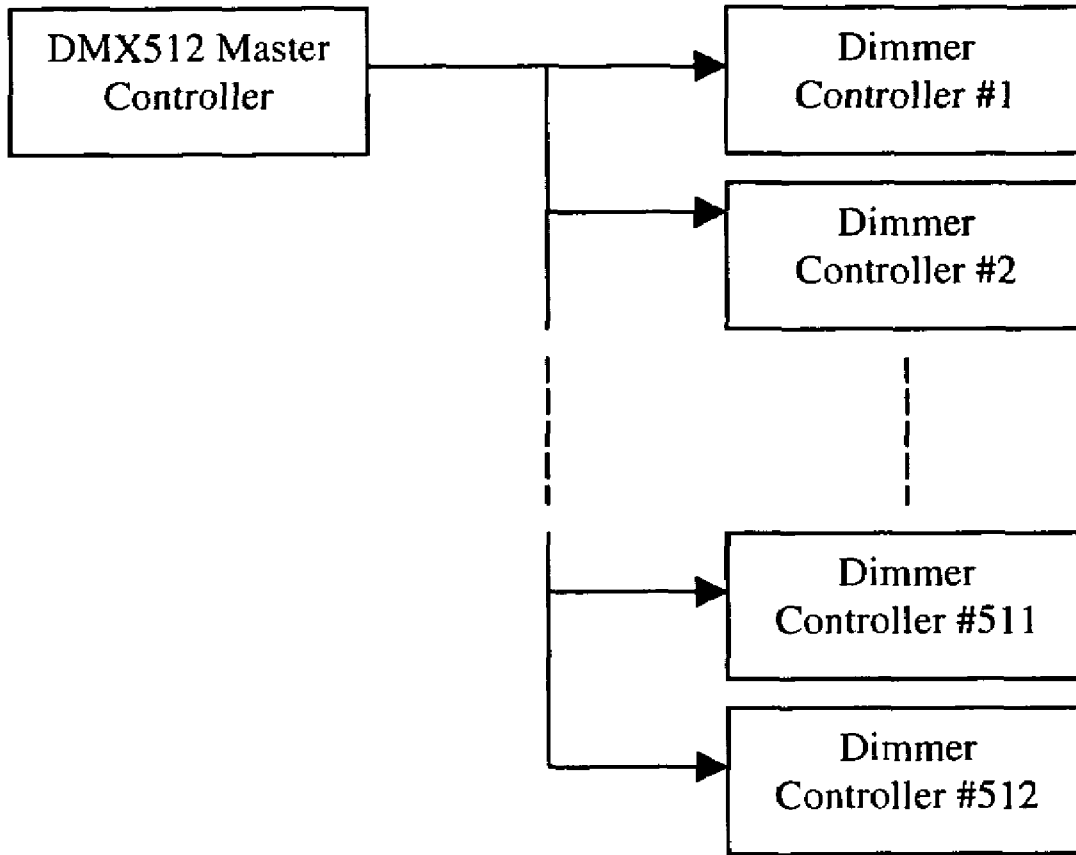 DMX512 Master
Controller
Dimmer
Controller #1
Dimmer
Controller #2
Dimmer
Controller #511
Dimmer
Controller #512